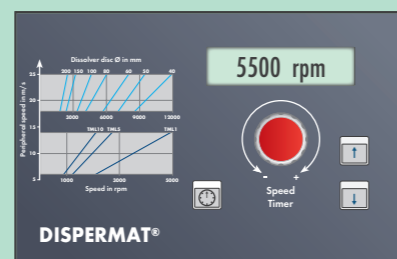 Dissolver disc Ø in mm
200 150 100 80 60 50 40
5500 rpm
Peripheral speed in m/s
25
20
2000 6000 9000 12000
15
TML10 TML5 TML1
10
5
1000 2000 3000
Speed in rpm
- +
Speed
Timer
DISPERMAT®